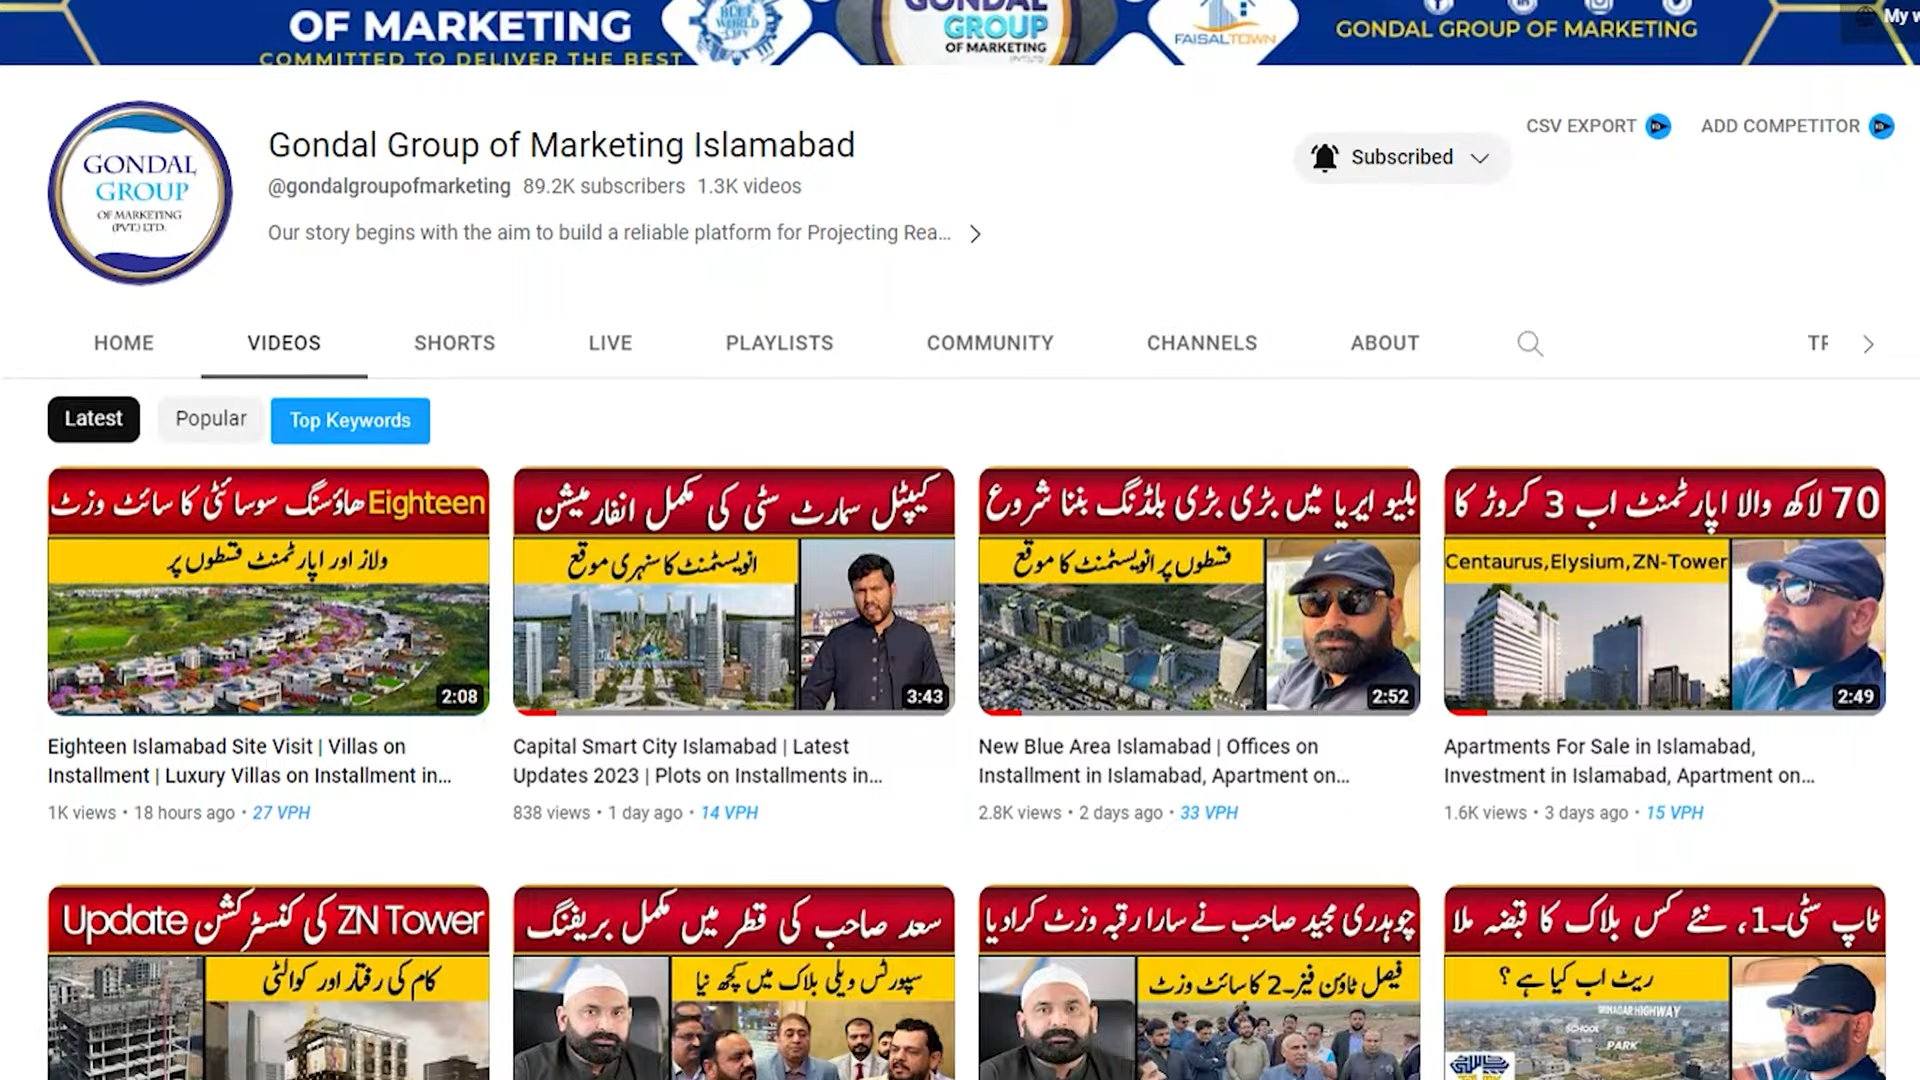 OF MARKETING
COMMITTED TO DELIVER THE BEST
BLUE WORLD CITY
GONDAL
GROUP
OF MARKETING
FAISALTOWN
GONDAL GROUP OF MARKETING
My
GONDAL
GROUP
OF MARKETING
(PVT.) LTD.
Gondal Group of Marketing Islamabad
@gondalgroupofmarketing 89.2K subscribers 1.3K videos
Our story begins with the aim to build a reliable platform for Projecting Rea...
Subscribed
CSV EXPORT
ADD COMPETITOR
HOME VIDEOS SHORTS LIVE PLAYLISTS COMMUNITY CHANNELS ABOUT
Latest Popular Top Keywords
Eighteen ھاؤسنگ سوسائٹی کا سائٹ وزٹ
ولاز اور اپارٹمنٹ قسطوں پر
2:08
کیپٹل سمارٹ سٹی کی مکمل انفارمیشن
انویسٹمنٹ کا سنہری موقع
3:43
بلیو ایریا میں بڑی بڑی بلڈنگ بننا شروع
قسطوں پر انویسٹمنٹ کا موقع
2:52
70 لاکھ والا اپارٹمنٹ اب 3 کروڑ کا
Centaurus,Elysium,ZN-Tower
2:49
Eighteen Islamabad Site Visit | Villas on
Installment | Luxury Villas on Installment in...
1K views • 18 hours ago • 27 VPH
Capital Smart City Islamabad | Latest
Updates 2023 | Plots on Installments in...
838 views • 1 day ago • 14 VPH
New Blue Area Islamabad | Offices on
Installment in Islamabad, Apartment on...
2.8K views • 2 days ago • 33 VPH
Apartments For Sale in Islamabad,
Investment in Islamabad, Apartment on...
1.6K views • 3 days ago • 15 VPH
ZN Tower کی کنسٹرکشن Update
کام کی رفتار اور کوالٹی
سعد صاحب کی قطر میں مکمل بریفنگ
سپورٹس ویلی بلاک میں کچھ نیا
چوہدری مجید صاحب نے سارا رقبہ وزٹ کرادیا
فیصل ٹاؤن فیز-2 کا سائٹ وزٹ
ٹاپ سٹی-1، نئے کس بلاک کا قبضہ ملا
ریٹ اب کیا ہے ؟
SRINAGAR HIGHWAY
SCHOOL
PARK